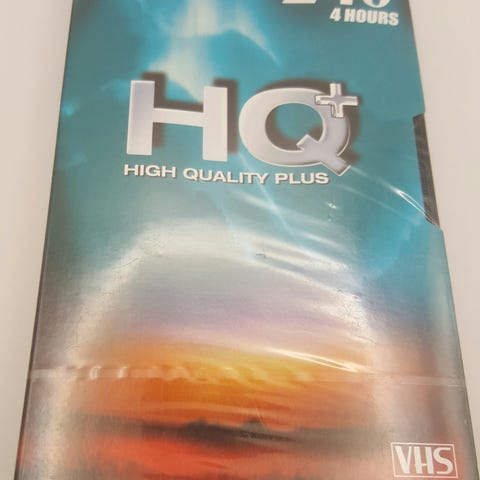 4 HOURS
HQ+
HIGH QUALITY PLUS
VHS